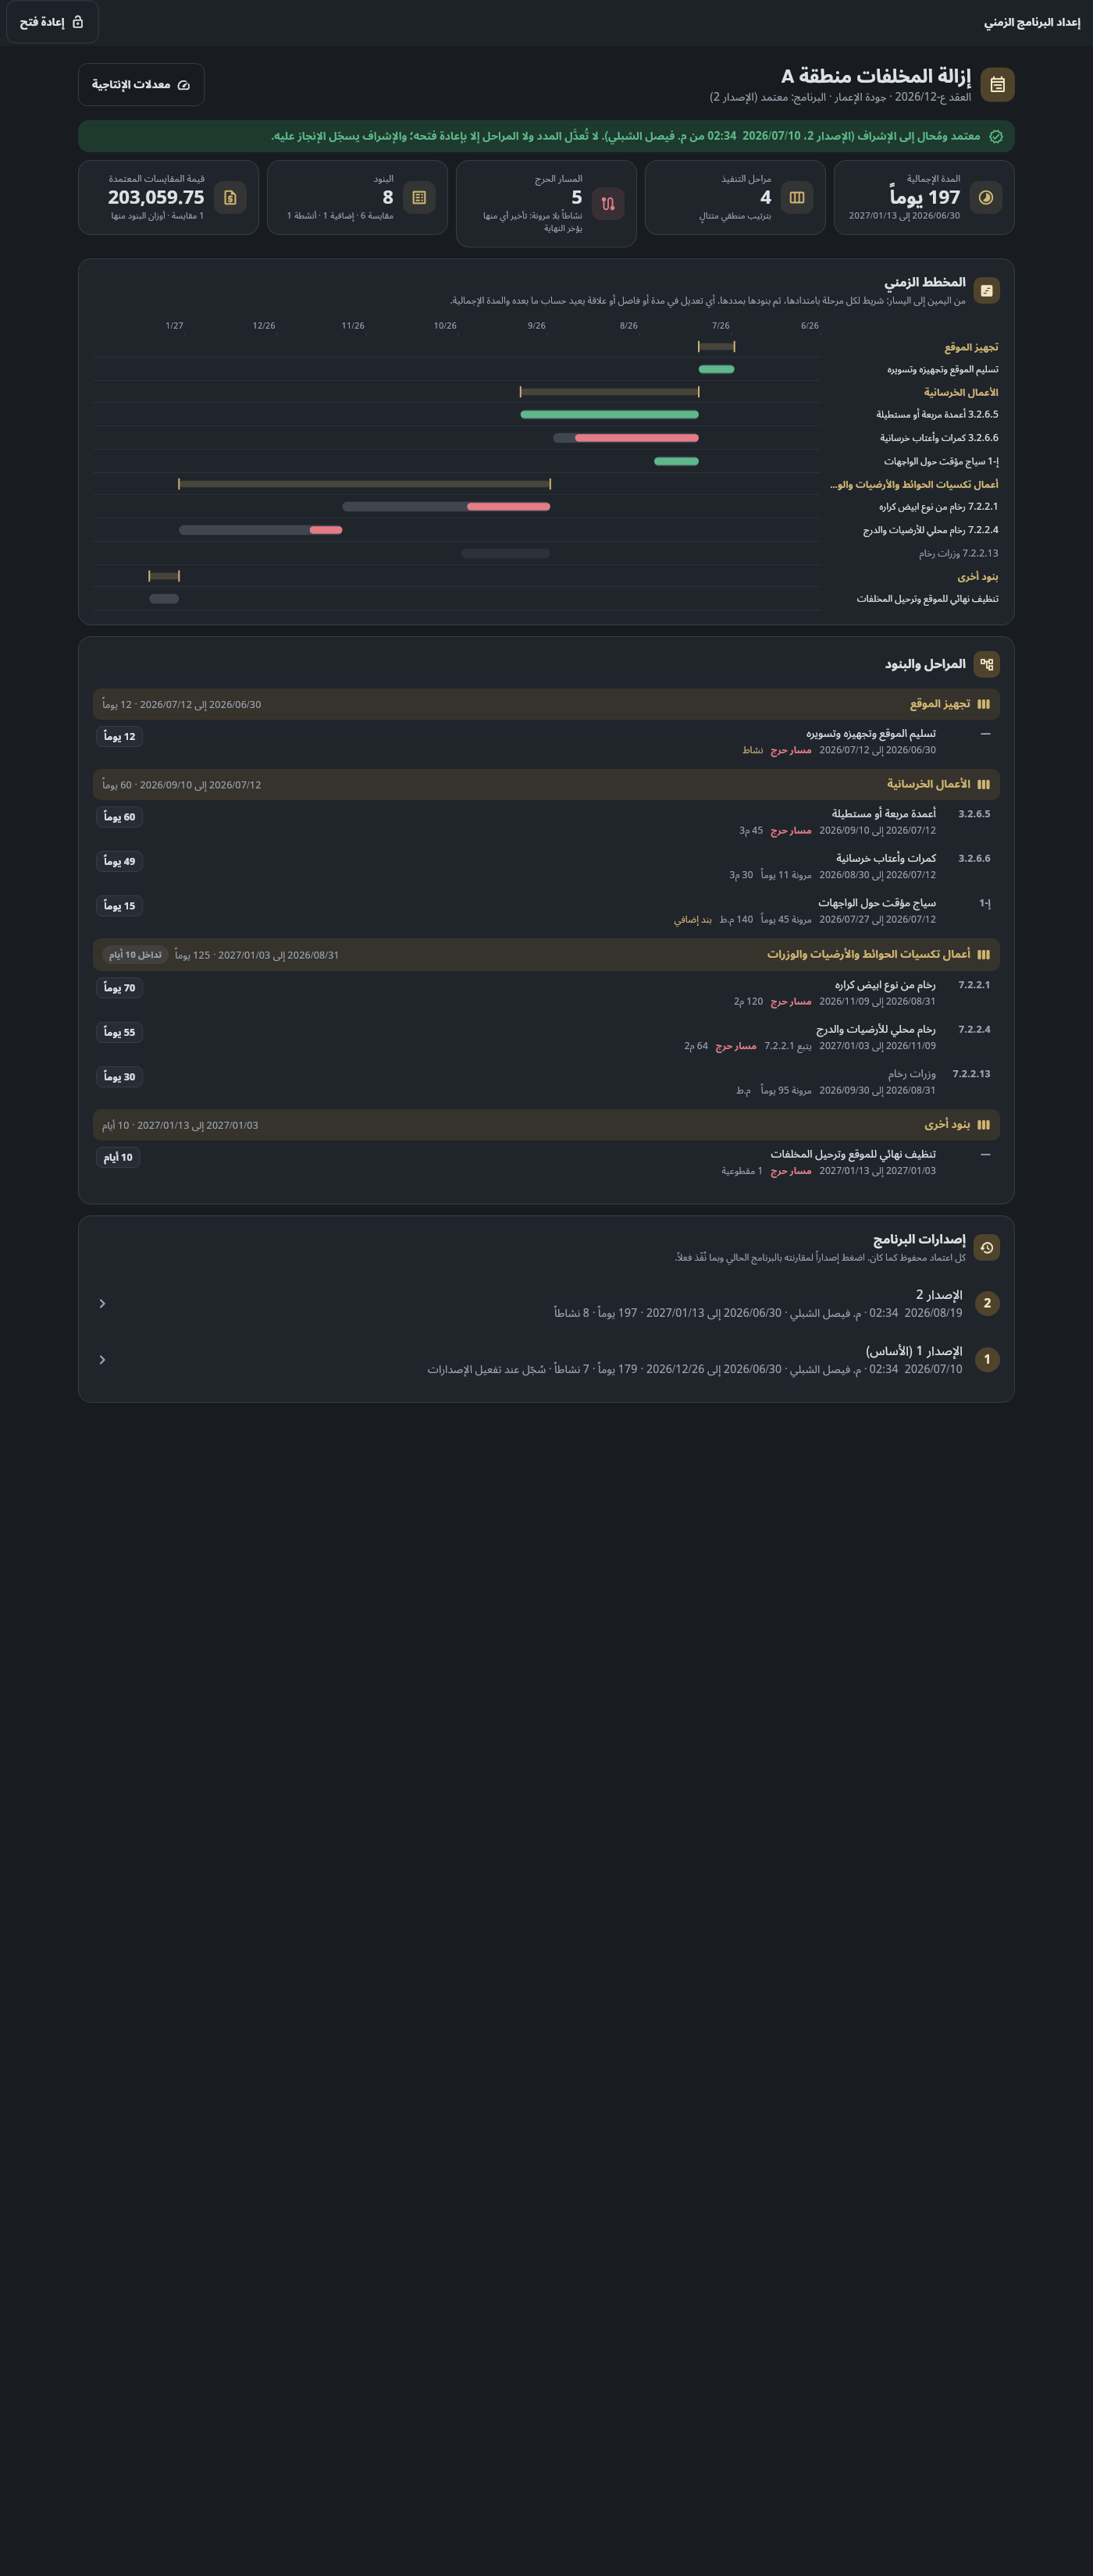 إعداد البرنامج الزمني
إعادة فتح
إزالة المخلفات منطقة A
العقد ع-2026/12 · جودة الإعمار · البرنامج: معتمد (الإصدار 2)
معدلات الإنتاجية
معتمد ومُحال إلى الإشراف (الإصدار 2، 2026/07/10 02:34 من م. فيصل الشبلي). لا تُعدَّل المدد ولا المراحل إلا بإعادة فتحه؛ والإشراف يسجّل الإنجاز عليه.
المدة الإجمالية
197 يوماً
2026/06/30 إلى 2027/01/13
مراحل التنفيذ
4
بترتيب منطقي متتالٍ
المسار الحرج
5
نشاطاً بلا مرونة: تأخير أي منها
يؤخر النهاية
البنود
8
مقايسة 6 · إضافية 1 · أنشطة 1
قيمة المقايسات المعتمدة
203,059.75
1 مقايسة · أوزان البنود منها
المخطط الزمني
من اليمين إلى اليسار: شريط لكل مرحلة بامتدادها، ثم بنودها بمددها. أي تعديل في مدة أو فاصل أو علاقة يعيد حساب ما بعده والمدة الإجمالية.
6/26 7/26 8/26 9/26 10/26 11/26 12/26 1/27
تجهيز الموقع
تسليم الموقع وتجهيزه وتسويره
الأعمال الخرسانية
3.2.6.5 أعمدة مربعة أو مستطيلة
3.2.6.6 كمرات وأعتاب خرسانية
إ-1 سياج مؤقت حول الواجهات
أعمال تكسيات الحوائط والأرضيات والو...
7.2.2.1 رخام من نوع ابيض كراره
7.2.2.4 رخام محلي للأرضيات والدرج
7.2.2.13 وزرات رخام
بنود أخرى
تنظيف نهائي للموقع وترحيل المخلفات
المراحل والبنود
تجهيز الموقع
2026/06/30 إلى 2026/07/12 · 12 يوماً
— تسليم الموقع وتجهيزه وتسويره
12 يوماً
2026/06/30 إلى 2026/07/12 مسار حرج نشاط
الأعمال الخرسانية
2026/07/12 إلى 2026/09/10 · 60 يوماً
3.2.6.5 أعمدة مربعة أو مستطيلة
60 يوماً
2026/07/12 إلى 2026/09/10 مسار حرج 45 م3
3.2.6.6 كمرات وأعتاب خرسانية
49 يوماً
2026/07/12 إلى 2026/08/30 مرونة 11 يوماً 30 م3
إ-1 سياج مؤقت حول الواجهات
15 يوماً
2026/07/12 إلى 2026/07/27 مرونة 45 يوماً 140 م.ط بند إضافي
أعمال تكسيات الحوائط والأرضيات والوزرات
2026/08/31 إلى 2027/01/03 · 125 يوماً تداخل 10 أيام
7.2.2.1 رخام من نوع ابيض كراره
70 يوماً
2026/08/31 إلى 2026/11/09 مسار حرج 120 م2
7.2.2.4 رخام محلي للأرضيات والدرج
55 يوماً
2026/11/09 إلى 2027/01/03 يتبع 7.2.2.1 مسار حرج 64 م2
7.2.2.13 وزرات رخام
30 يوماً
2026/08/31 إلى 2026/09/30 مرونة 95 يوماً م.ط
بنود أخرى
2027/01/03 إلى 2027/01/13 · 10 أيام
— تنظيف نهائي للموقع وترحيل المخلفات
10 أيام
2027/01/03 إلى 2027/01/13 مسار حرج 1 مقطوعية
إصدارات البرنامج
كل اعتماد محفوظ كما كان. اضغط إصداراً لمقارنته بالبرنامج الحالي وبما نُفّذ فعلاً.
2
الإصدار 2
2026/08/19 02:34 · م. فيصل الشبلي · 2026/06/30 إلى 2027/01/13 · 197 يوماً · 8 نشاطاً
1
الإصدار 1 (الأساس)
2026/07/10 02:34 · م. فيصل الشبلي · 2026/06/30 إلى 2026/12/26 · 179 يوماً · 7 نشاطاً · سُجّل عند تفعيل الإصدارات